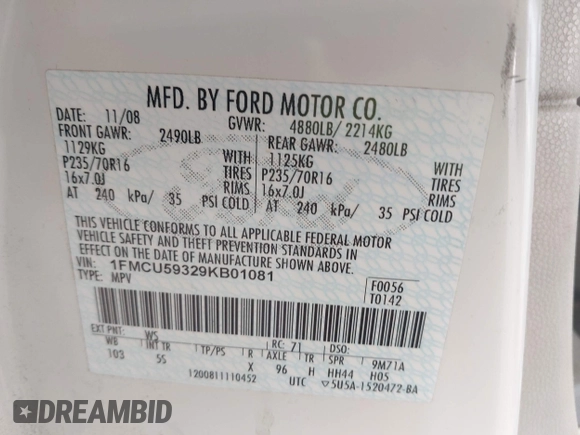 MFD. BY FORD MOTOR CO.
DATE: 11/08 GVWR: 4880LB/ 2214KG
FRONT GAWR: 2490LB REAR GAWR: 2480LB
1129KG WITH 1125KG WITH
P235/70R16 TIRES P235/70R16 TIRES
16x7.0J RIMS 16x7.0J RIMS
AT 240 kPa/ 35 PSI COLD AT 240 kPa/ 35 PSI COLD
THIS VEHICLE CONFORMS TO ALL APPLICABLE FEDERAL MOTOR
VEHICLE SAFETY AND THEFT PREVENTION STANDARDS IN
EFFECT ON THE DATE OF MANUFACTURE SHOWN ABOVE.
VIN: 1FMCU59329KB01081
TYPE: MPV
F0056
T0142
EXT PNT: WS RC: 71 DSO:
WB INT TR TP/PS R AXLE TR SPR 9M71A
103 5S X 96 H HH44 H05
1200811110452 UTC 5U5A-1520472-BA
DREAMBID